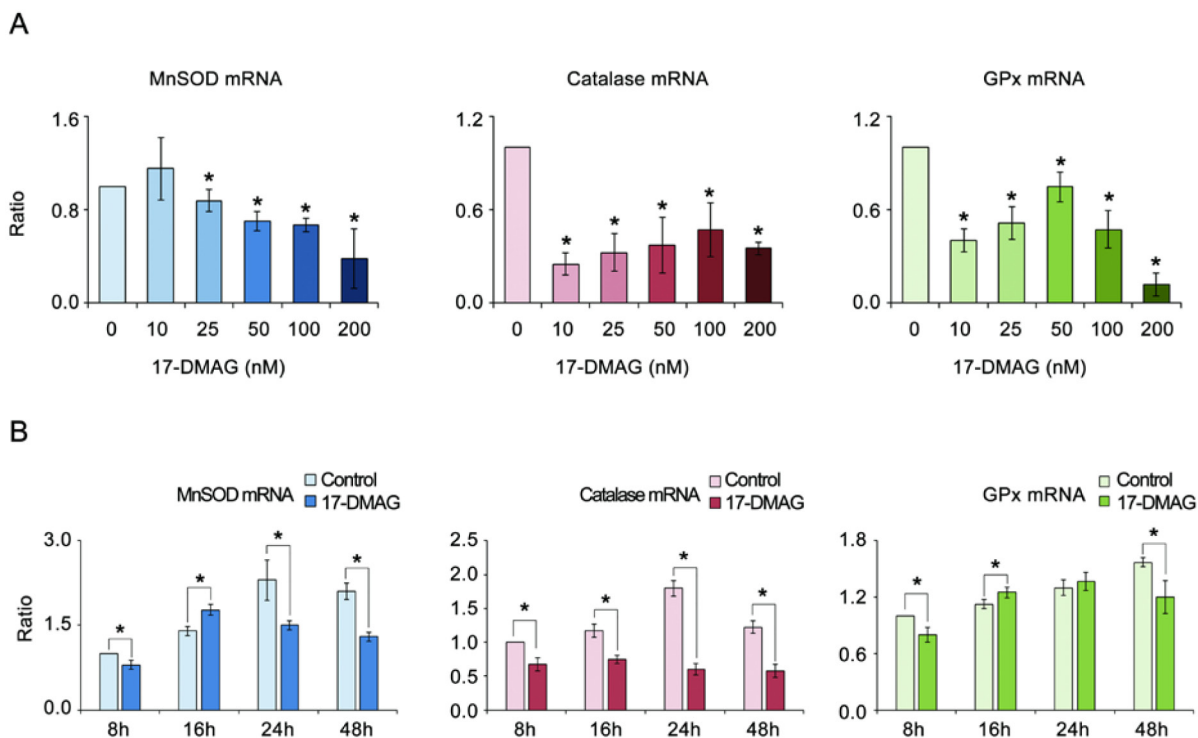 A
MnSOD mRNA
Catalase mRNA
GPx mRNA
1.6
0.8
0.0
Ratio
* * * *
0 10 25 50 100 200
17-DMAG (nM)
1.2
0.6
0.0
* * * * *
0 10 25 50 100 200
17-DMAG (nM)
1.2
0.6
0.0
* * * * *
0 10 25 50 100 200
17-DMAG (nM)
B
MnSOD mRNA
Control
17-DMAG
3.0
1.5
0.0
Ratio
* * * *
8h 16h 24h 48h
Catalase mRNA
Control
17-DMAG
2.5
2.0
1.5
1.0
0.5
0.0
* * * *
8h 16h 24h 48h
GPx mRNA
Control
17-DMAG
1.8
1.2
0.6
0.0
* * *
8h 16h 24h 48h